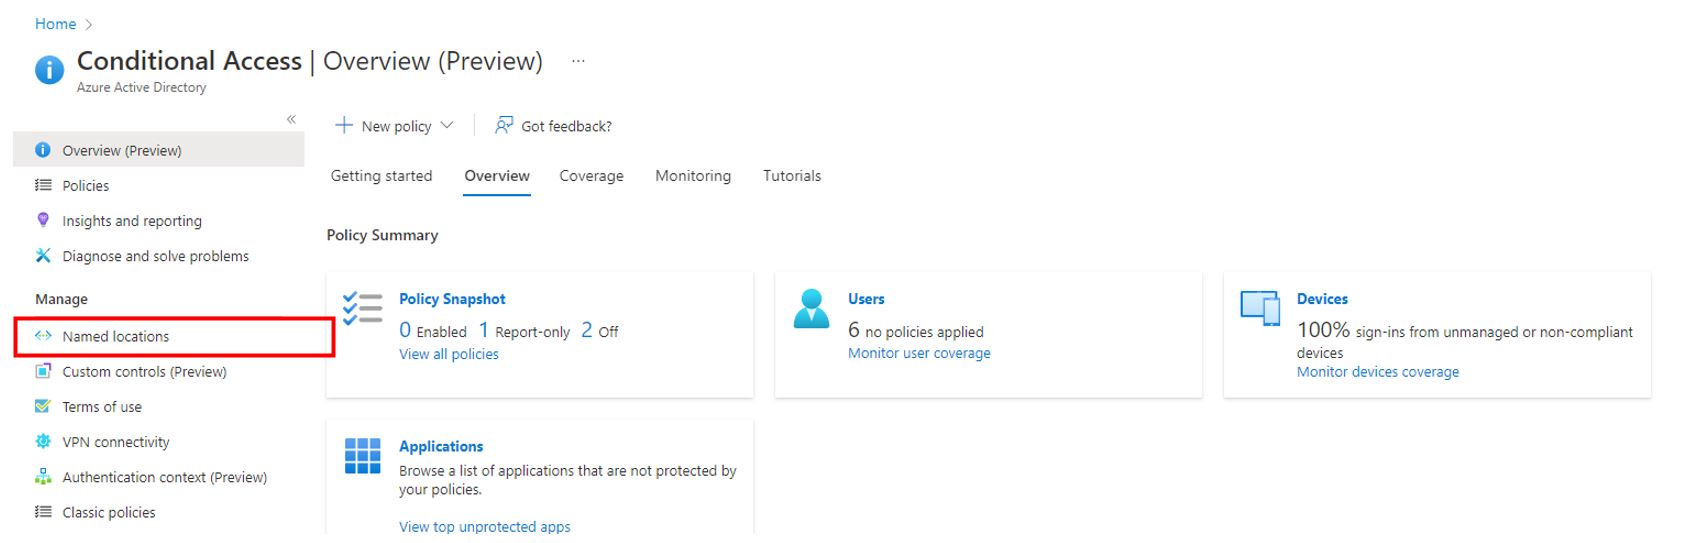 Home
Conditional Access | Overview (Preview) ...
Azure Active Directory
«
New policy
Got feedback?
Overview (Preview)
Policies
Insights and reporting
Diagnose and solve problems
Manage
Named locations
Custom controls (Preview)
Terms of use
VPN connectivity
Authentication context (Preview)
Classic policies
Getting started
Overview
Coverage
Monitoring
Tutorials
Policy Summary
Policy Snapshot
0 Enabled 1 Report-only 2 Off
View all policies
Users
6 no policies applied
Monitor user coverage
Devices
100% sign-ins from unmanaged or non-compliant
devices
Monitor devices coverage
Applications
Browse a list of applications that are not protected by
your policies.
View top unprotected apps